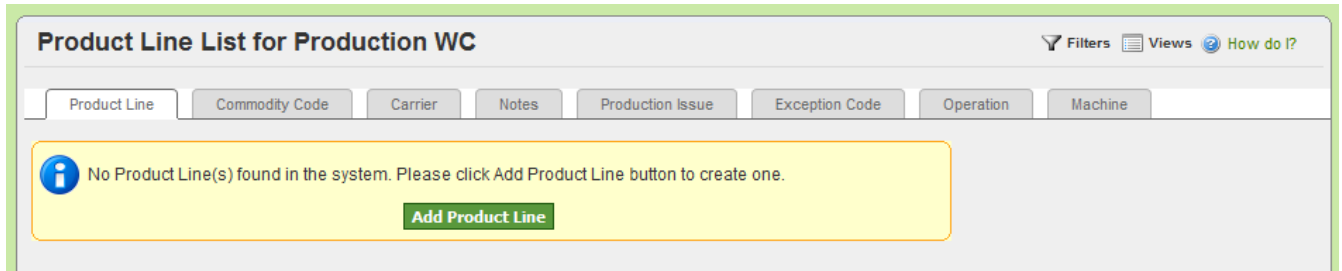 Product Line List for Production WC
Filters Views How do I?
Product Line Commodity Code Carrier Notes Production Issue Exception Code Operation Machine
No Product Line(s) found in the system. Please click Add Product Line button to create one.
Add Product Line